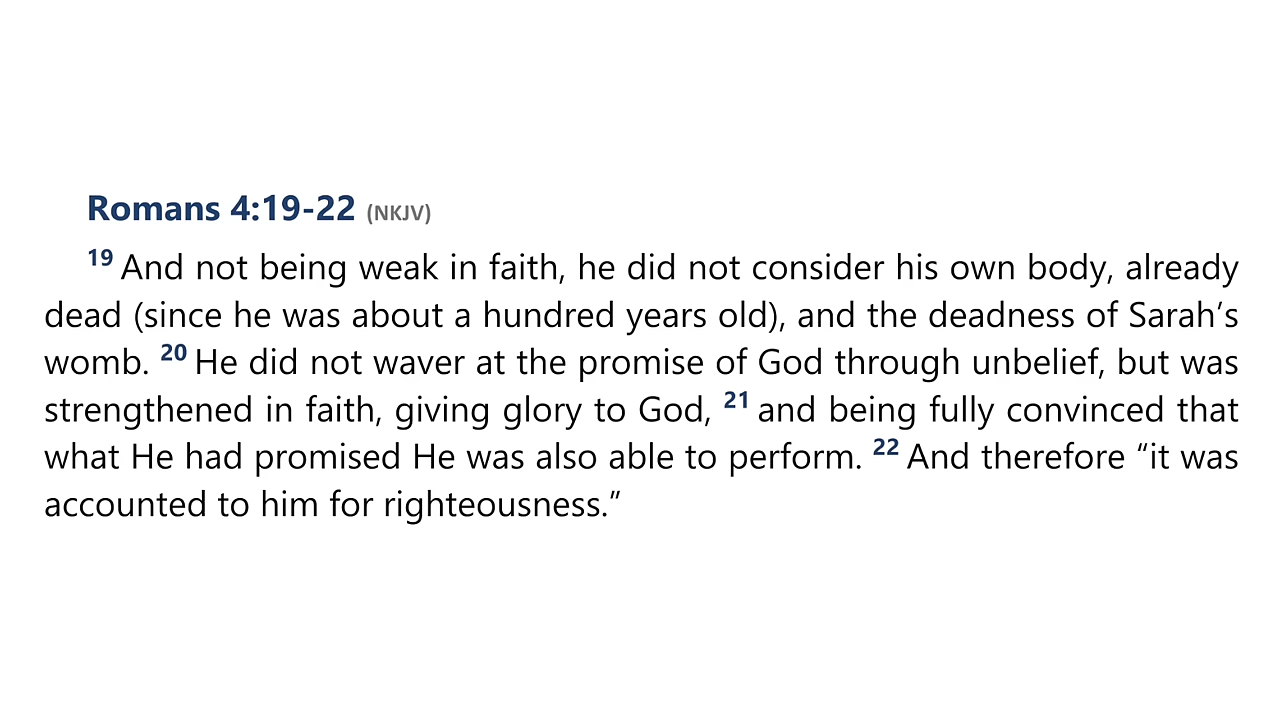 Romans 4:19-22 (NKJV)
19 And not being weak in faith, he did not consider his own body, already
dead (since he was about a hundred years old), and the deadness of Sarah’s
womb. 20 He did not waver at the promise of God through unbelief, but was
strengthened in faith, giving glory to God, 21 and being fully convinced that
what He had promised He was also able to perform. 22 And therefore “it was
accounted to him for righteousness.”